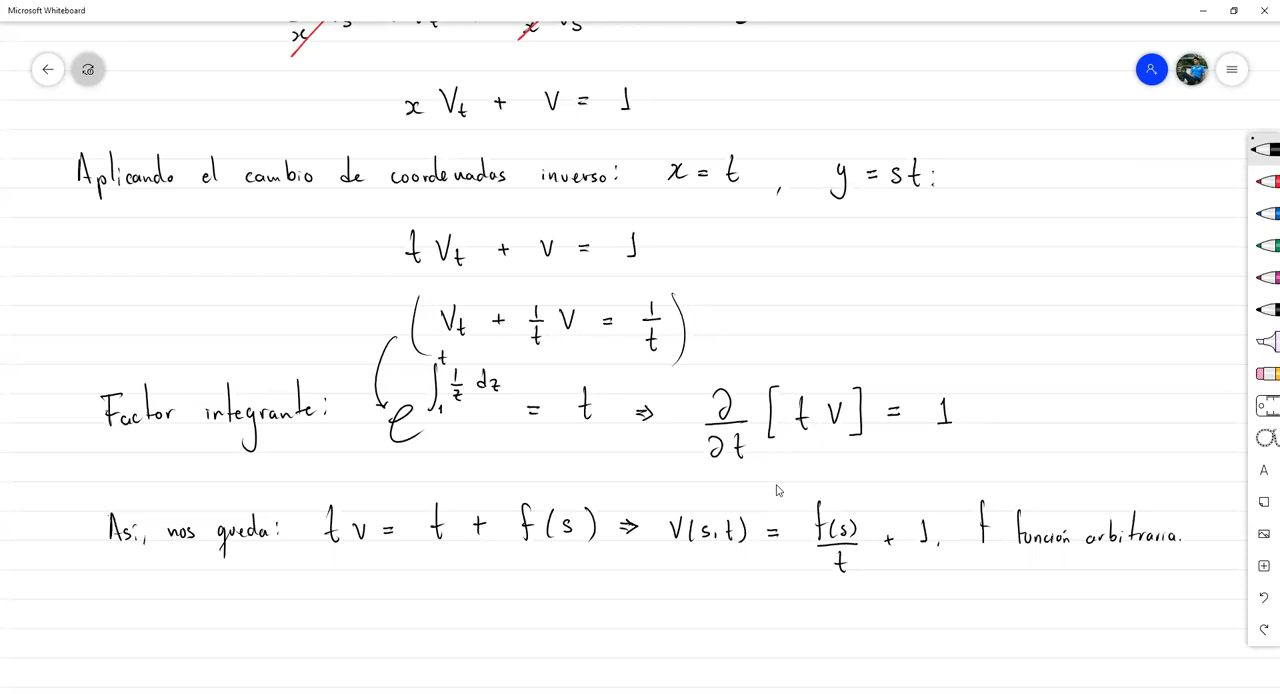 Microsoft Whiteboard
x V_t + V = 1
Aplicando el cambio de coordenadas inverso: x = t , y = st:
t V_t + V = 1
( V_t + 1/t V = 1/t )
Factor integrante: e^{∫_1^t 1/z dz} = t ⇒ ∂/∂t [ t V ] = 1
Así, nos queda: t v = t + f(s) ⇒ V(s,t) = f(s)/t + 1, f función arbitraria.
A